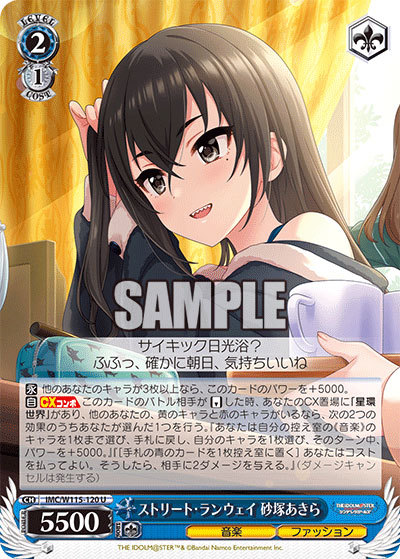 LEVEL
2
1
COST
SAMPLE
サイキック日光浴？
ふふっ、確かに朝日、気持ちいいね
永 他のあなたのキャラが3枚以上なら、このカードのパワーを+5000。
自 CXコンボ このカードのバトル相手が した时、あなたのCX置場に「星環
世界」があり、他のあなたの、黄のキャラと赤のキャラがいるなら、次の2つの
効果のうちあなたが選んだ1つを行う。『あなたは自分の控え室の《音楽》の
キャラを1枚まで選び、手札に戻し、自分のキャラを1枚選び、そのターン中、
パワーを+5000。』『[手札の青のカードを1枚控え室に置く] あなたはコスト
を払ってよい。そうしたら、相手に2ダメージを与える。』(ダメージキャン
セルは発生する)
CH IMC/W115-120 U
5500
ストリート・ランウェイ 砂塚あきら
THE IDOLM@STER
音楽 ファッション
THE IDOLM@STER™& ©Bandai Namco Entertainment Inc.